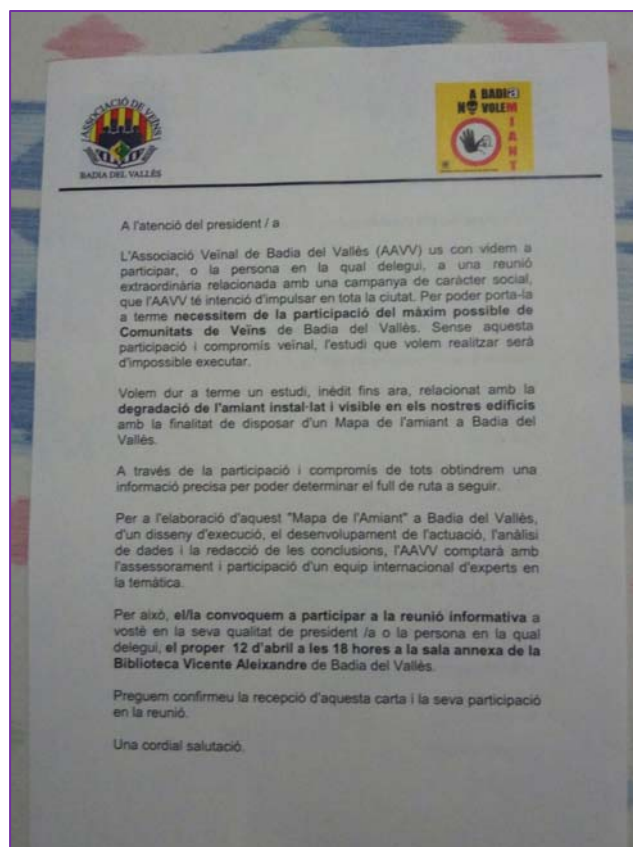 ASSOCIACIÓ DE VEÏNS
BADIA DEL VALLÈS
A BADIA
NO VOLEM
AMIANT
A l'atenció del president / a
L'Associació Veïnal de Badia del Vallès (AAVV) us con videm a
participar, o la persona en la qual delegui, a una reunió
extraordinària relacionada amb una campanya de caràcter social,
que l'AAVV té intenció d'impulsar en tota la ciutat. Per poder porta-la
a terme necessitem de la participació del màxim possible de
Comunitats de Veïns de Badia del Vallès. Sense aquesta
participació i compromís veïnal, l'estudi que volem realitzar serà
d'impossible executar.
Volem dur a terme un estudi, inèdit fins ara, relacionat amb la
degradació de l'amiant instal·lat i visible en els nostres edificis
amb la finalitat de disposar d'un Mapa de l'amiant a Badia del
Vallès.
A través de la participació i compromís de tots obtindrem una
informació precisa per poder determinar el full de ruta a seguir.
Per a l'elaboració d'aquest "Mapa de l'Amiant" a Badia del Vallès,
d'un disseny d'execució, el desenvolupament de l'actuació, l'anàlisi
de dades i la redacció de les conclusions, l'AAVV comptarà amb
l'assessorament i participació d'un equip internacional d'experts en
la temàtica.
Per això, el/la convoquem a participar a la reunió informativa a
vostè en la seva qualitat de president /a o la persona en la qual
delegui, el proper 12 d'abril a les 18 hores a la sala annexa de la
Biblioteca Vicente Aleixandre de Badia del Vallès.
Preguem confirmeu la recepció d'aquesta carta i la seva participació
en la reunió.
Una cordial salutació.